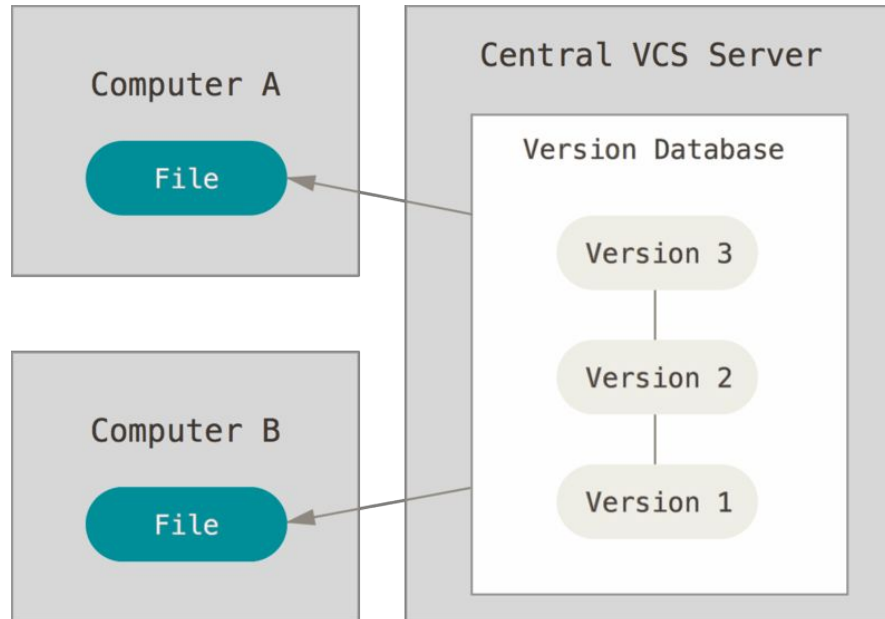 Computer A
File
Central VCS Server
Version Database
Version 3
Version 2
Version 1
Computer B
File